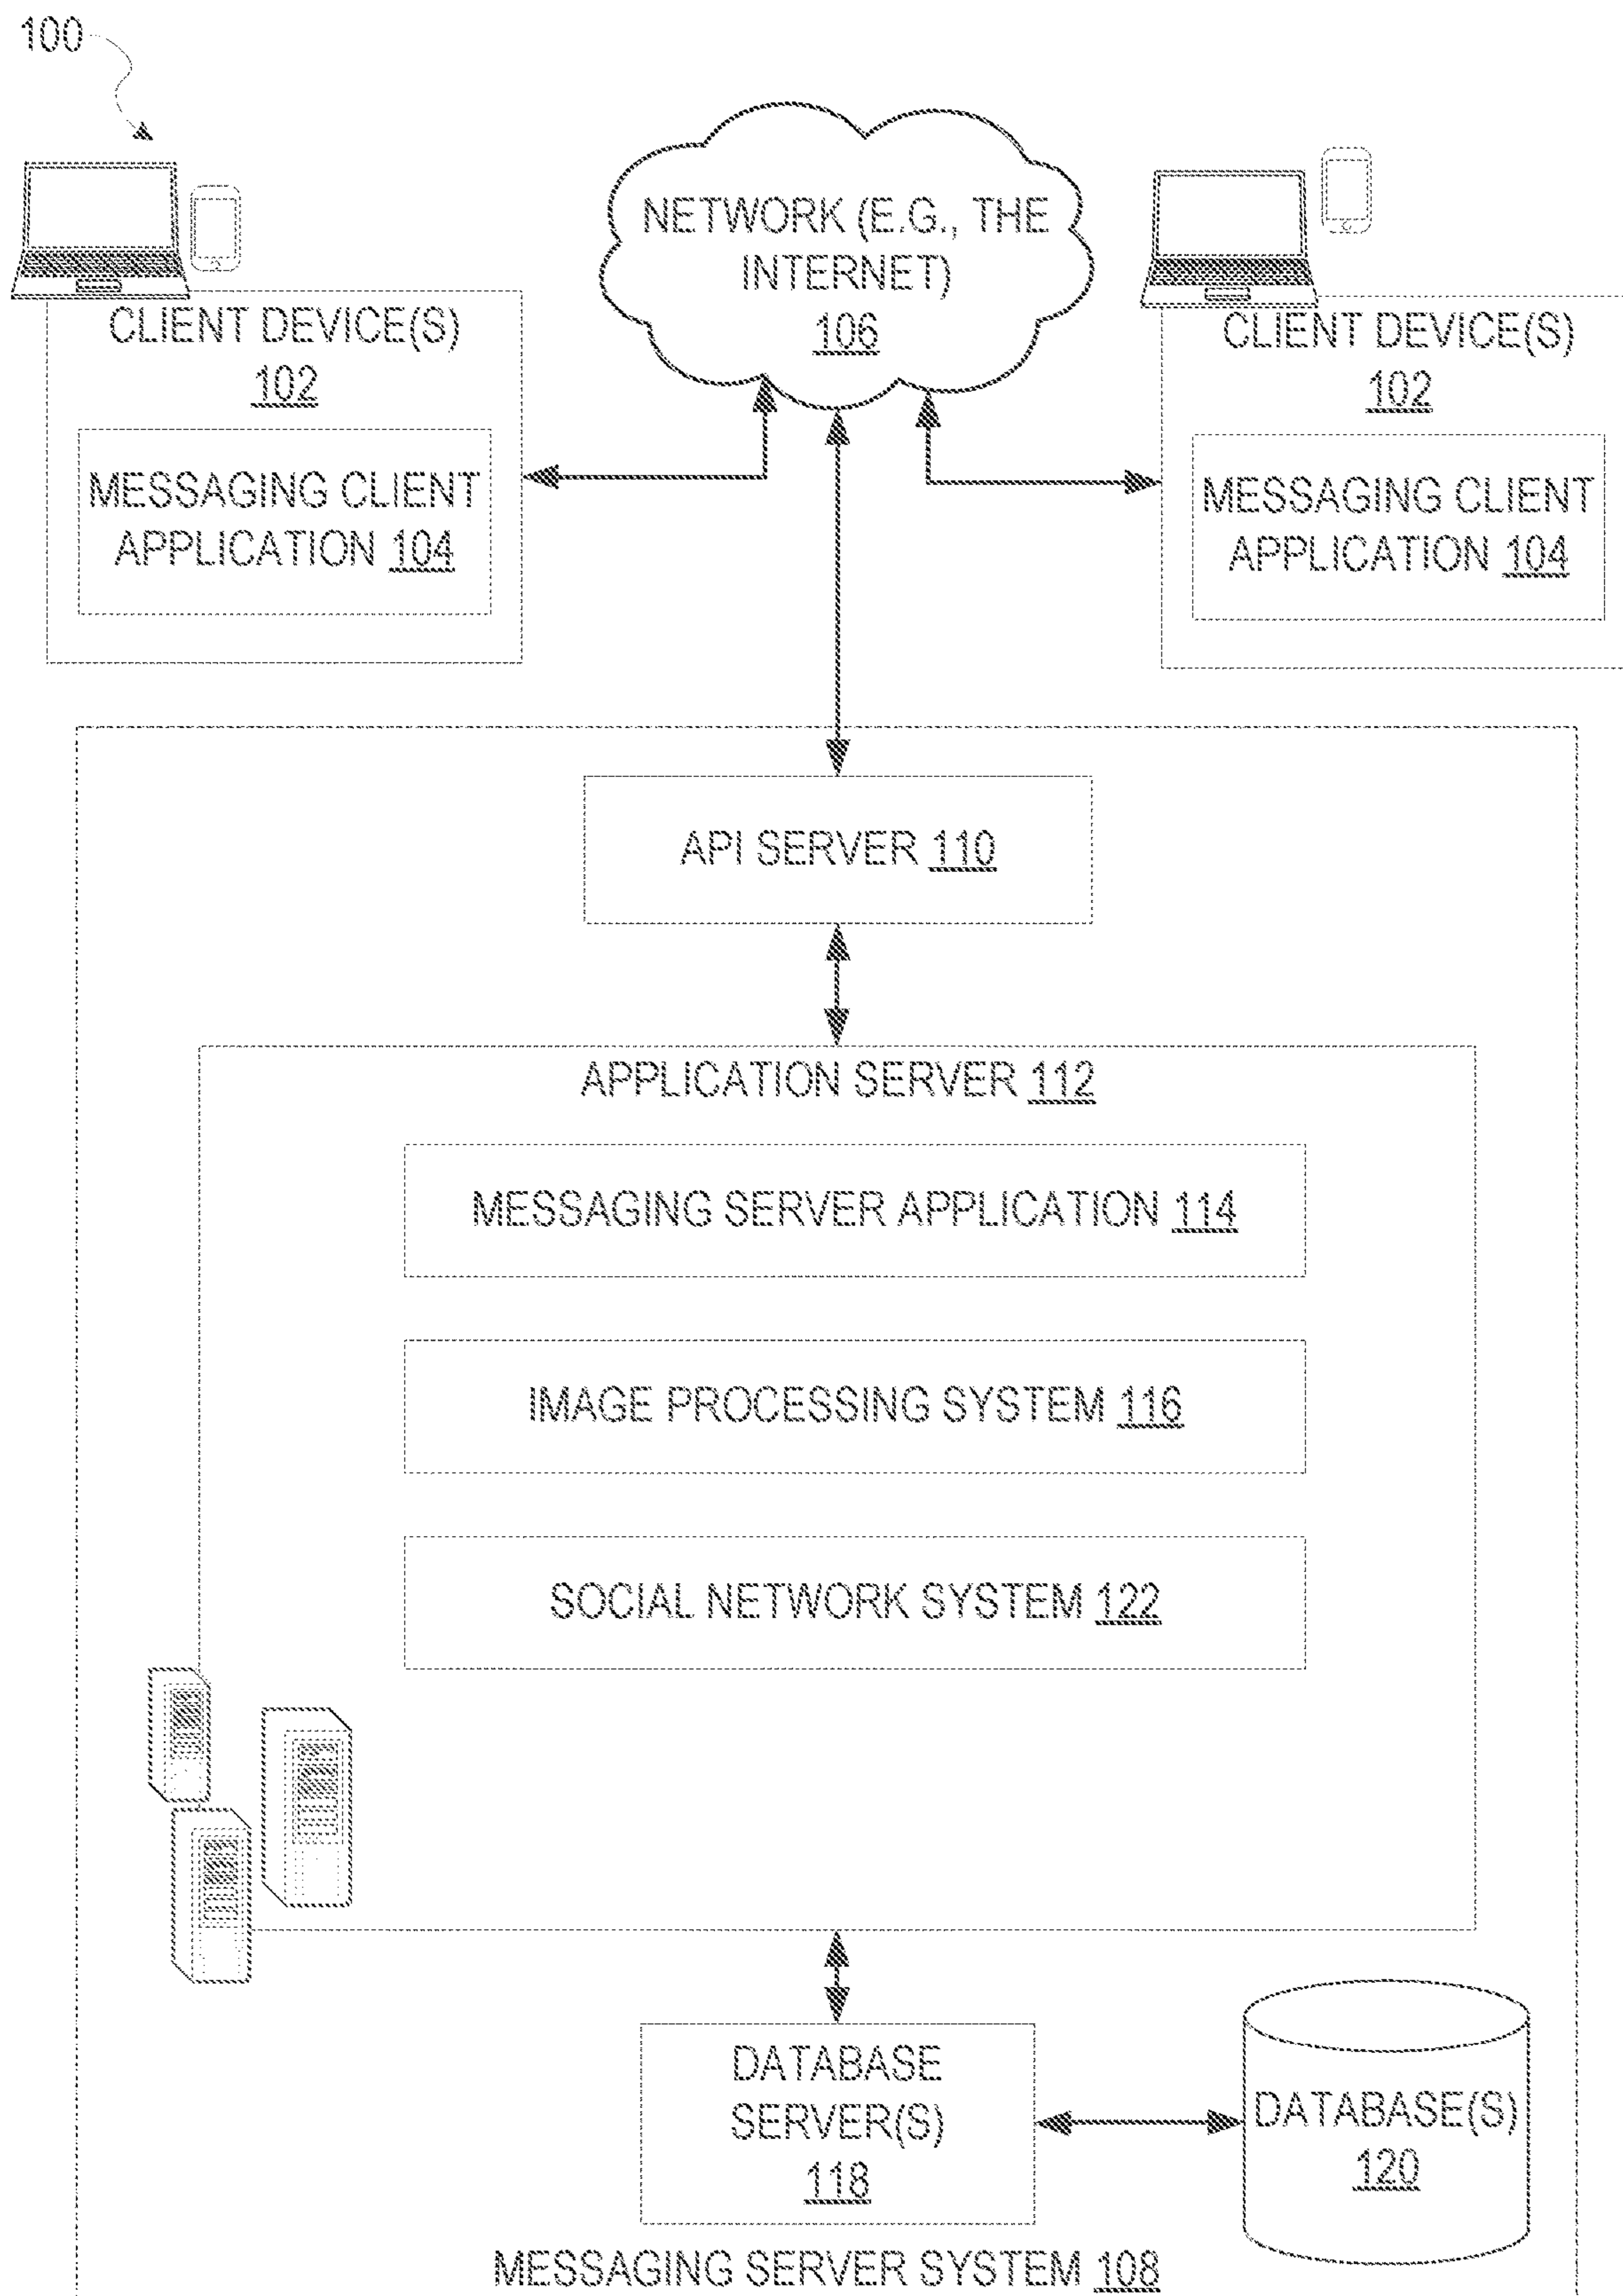 100
NETWORK (E.G., THE
INTERNET)
106
CLIENT DEVICE(S)
102
MESSAGING CLIENT
APPLICATION 104
CLIENT DEVICE(S)
102
MESSAGING CLIENT
APPLICATION 104
API SERVER 110
APPLICATION SERVER 112
MESSAGING SERVER APPLICATION 114
IMAGE PROCESSING SYSTEM 116
SOCIAL NETWORK SYSTEM 122
DATABASE
SERVER(S)
118
DATABASE(S)
120
MESSAGING SERVER SYSTEM 108